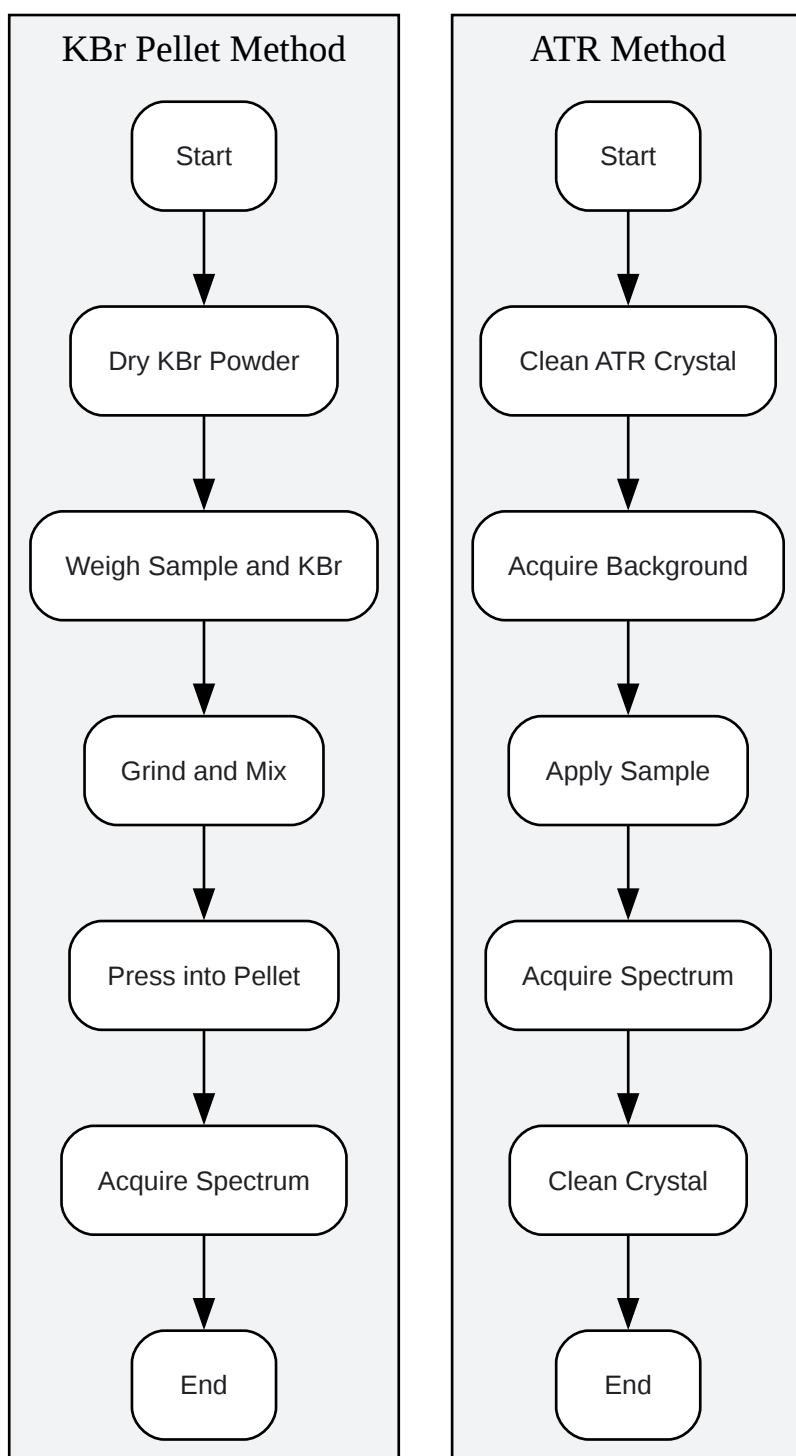 KBr Pellet Method
Start
Dry KBr Powder
Weigh Sample and KBr
Grind and Mix
Press into Pellet
Acquire Spectrum
End
ATR Method
Start
Clean ATR Crystal
Acquire Background
Apply Sample
Acquire Spectrum
Clean Crystal
End